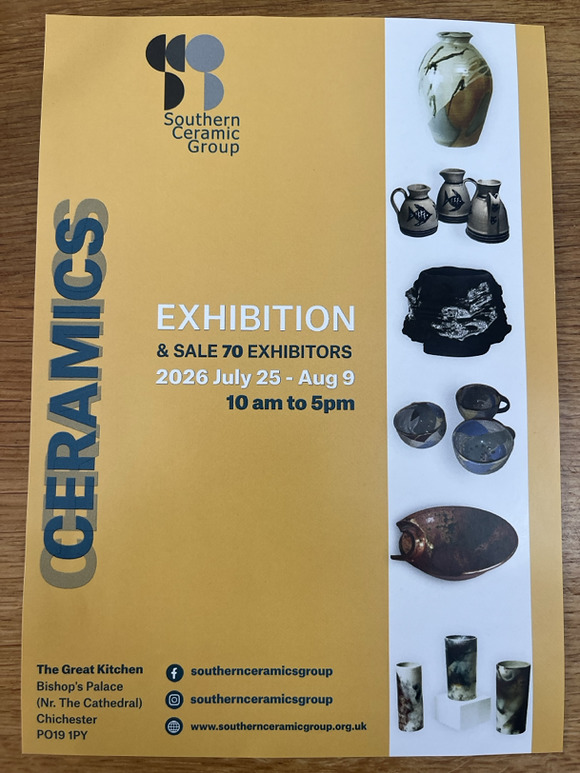 Southern
Ceramic
Group
CERAMICS
EXHIBITION
& SALE 70 EXHIBITORS
2026 July 25 - Aug 9
10 am to 5pm
The Great Kitchen
Bishop's Palace
(Nr. The Cathedral)
Chichester
PO19 1PY
southernceramicsgroup
southernceramicsgroup
www.southernceramicgroup.org.uk